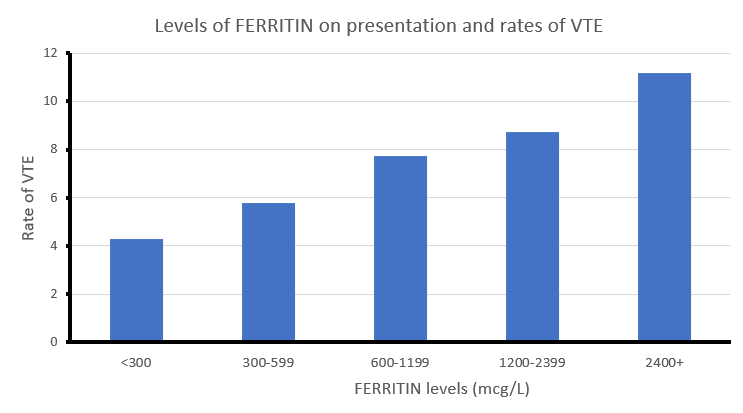 Levels of FERRITIN on presentation and rates of VTE
12
10
8
6
4
2
0
Rate of VTE
<300 300-599 600-1199 1200-2399 2400+
FERRITIN levels (mcg/L)